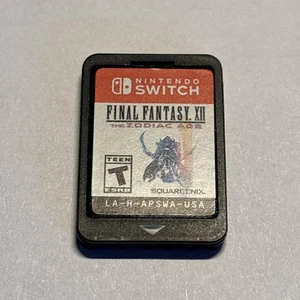 NINTENDO
SWITCH
FINAL FANTASY XII
THE ZODIAC AGE
TEEN
T
ESRB
SQUARE ENIX
LA-H-APSWA-USA